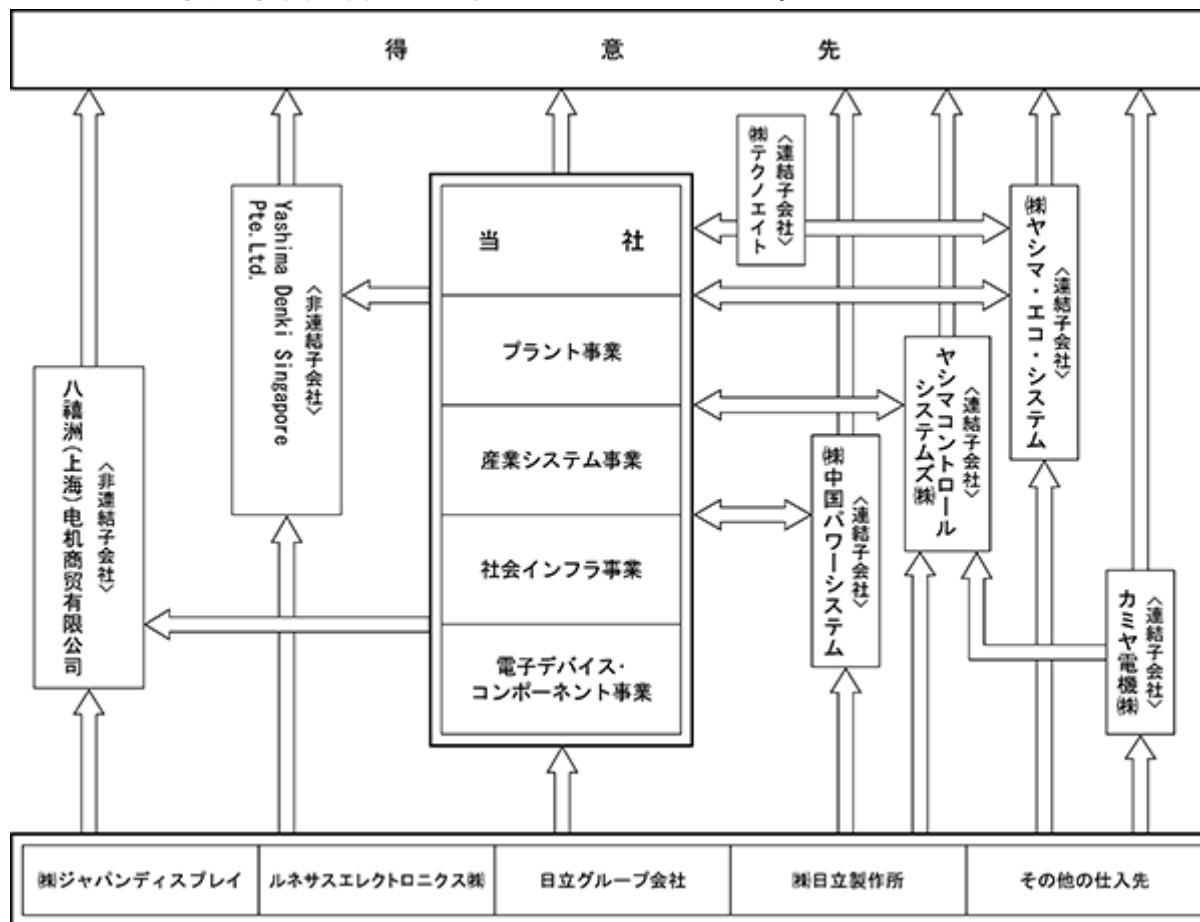 得意先
当社
プラント事業
産業システム事業
社会インフラ事業
電子デバイス・
コンポーネント事業
〈非連結子会社〉
八禧洲(上海)电机商贸有限公司
〈非連結子会社〉
Yashima Denki Singapore
Pte.Ltd.
〈連結子会社〉
㈱テクノエイト
〈連結子会社〉
㈱中国パワーシステム
〈連結子会社〉
ヤシマコントロール
システムズ㈱
〈連結子会社〉
㈱ヤシマ・エコ・システム
〈連結子会社〉
カミヤ電機㈱
㈱ジャパンディスプレイ
ルネサスエレクトロニクス㈱
日立グループ会社
㈱日立製作所
その他の仕入先